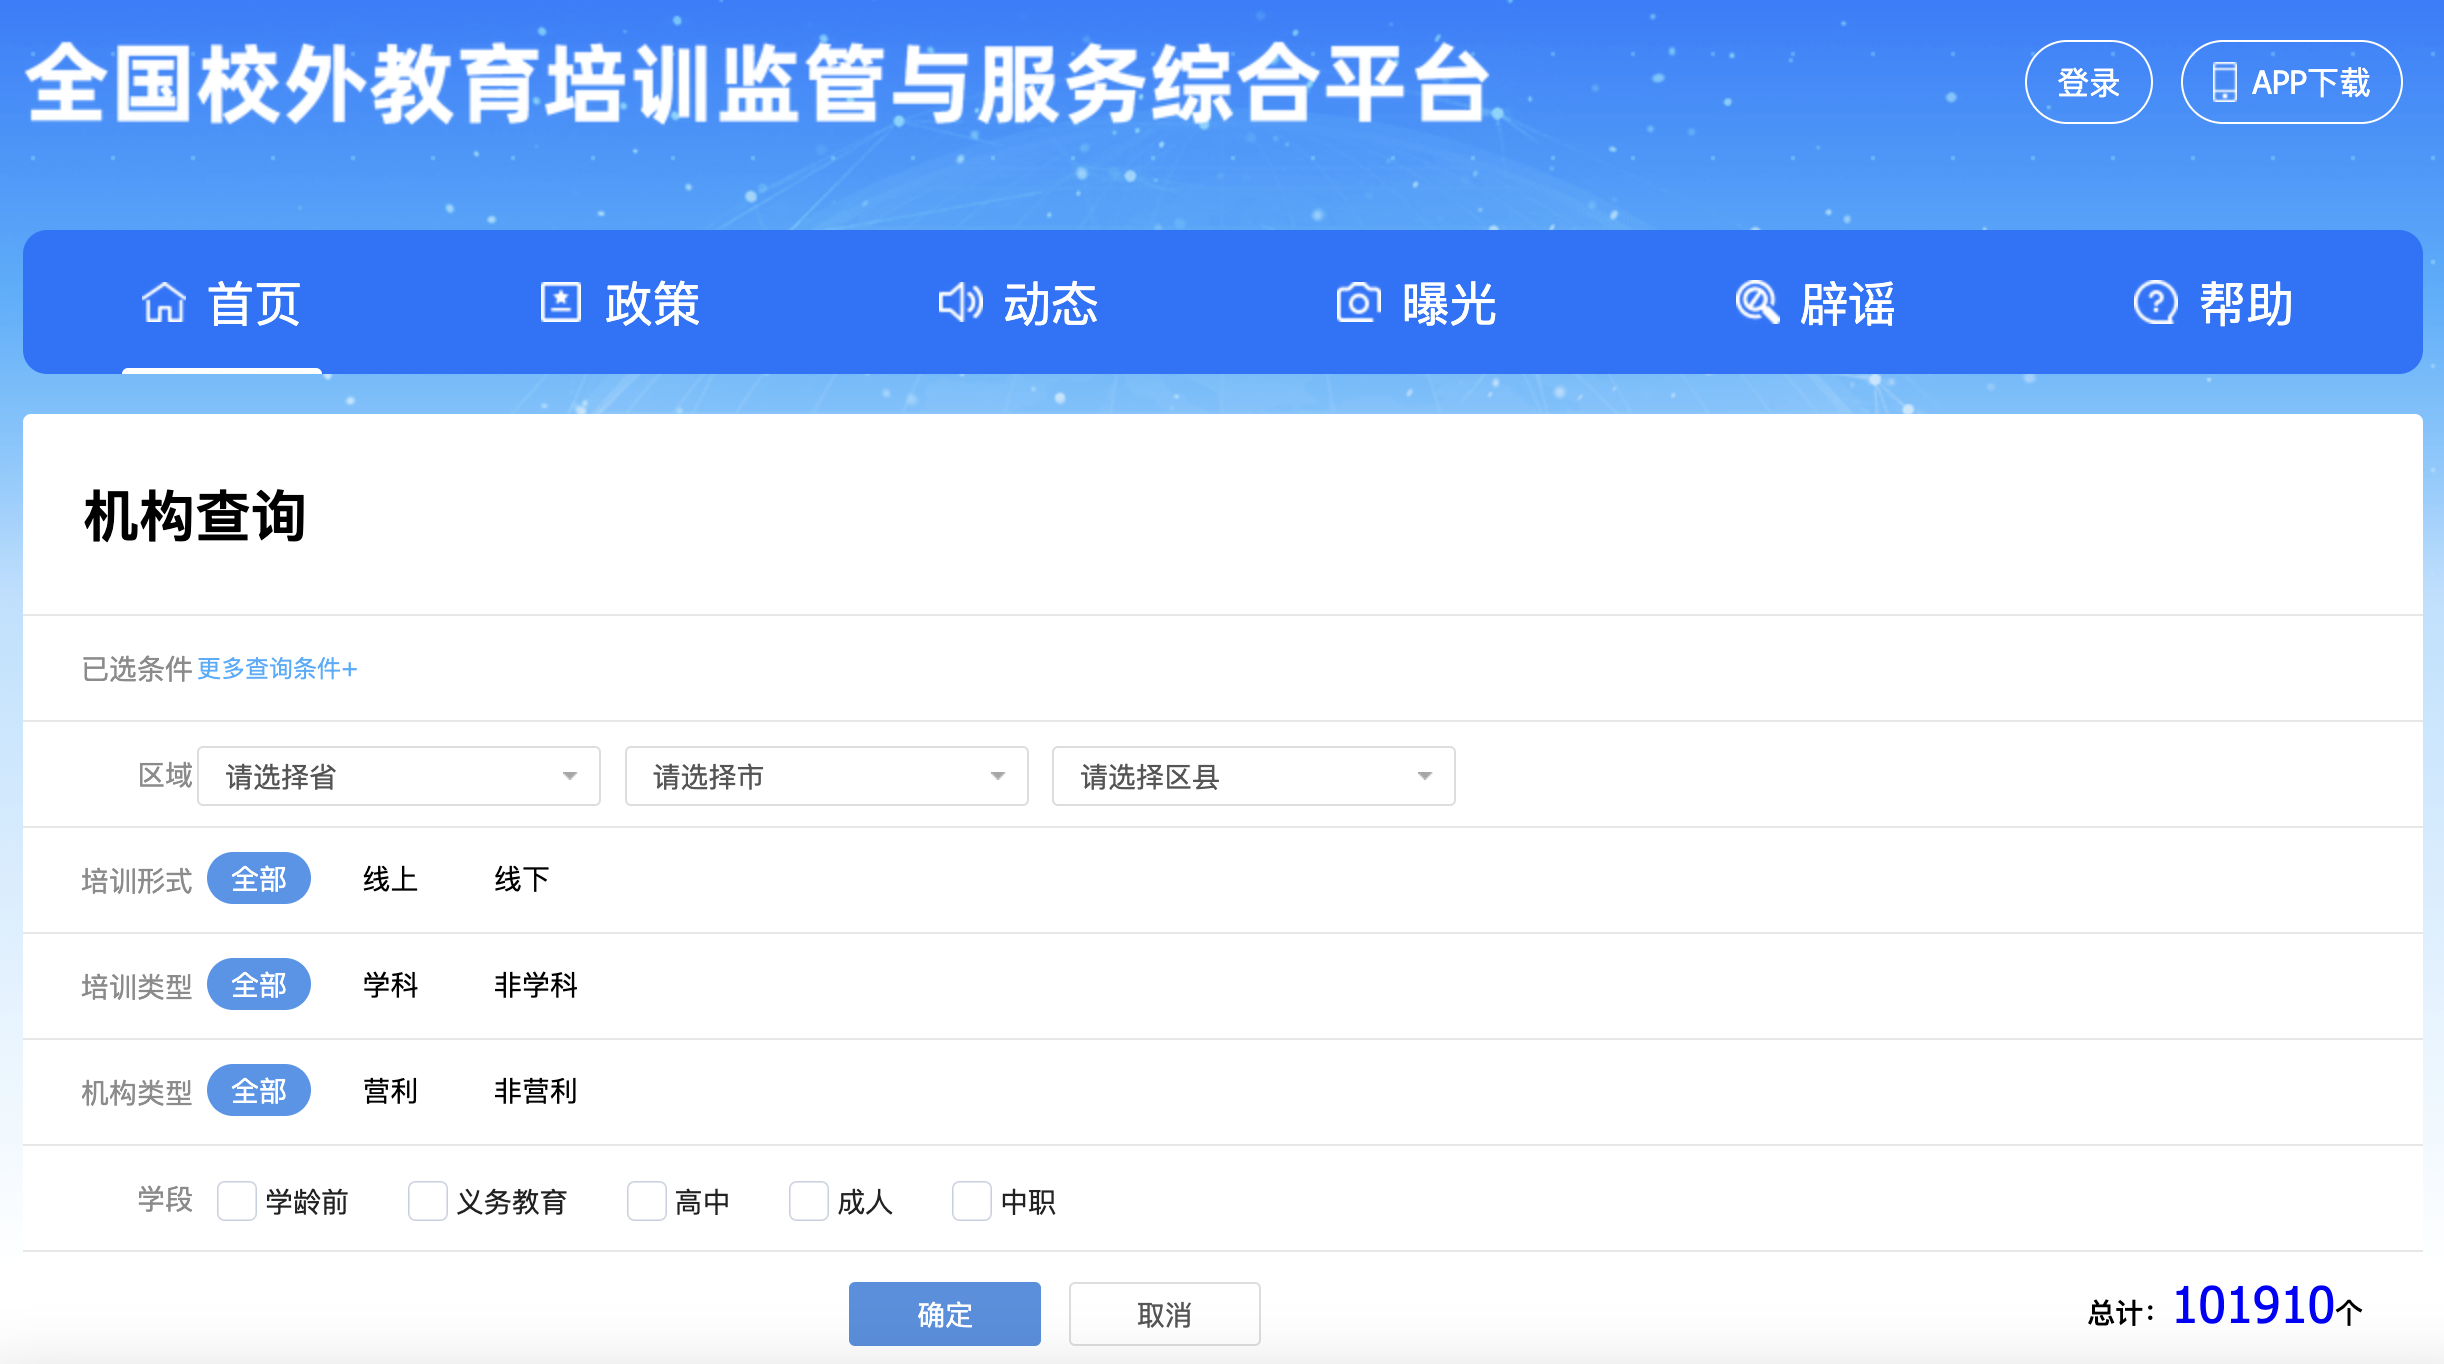 全国校外教育培训监管与服务综合平台
登录 APP下载
首页 政策 动态 曝光 辟谣 帮助
机构查询
已选条件 更多查询条件+
区域 请选择省 请选择市 请选择区县
培训形式 全部 线上 线下
培训类型 全部 学科 非学科
机构类型 全部 营利 非营利
学段 学龄前 义务教育 高中 成人 中职
确定 取消 总计：101910个